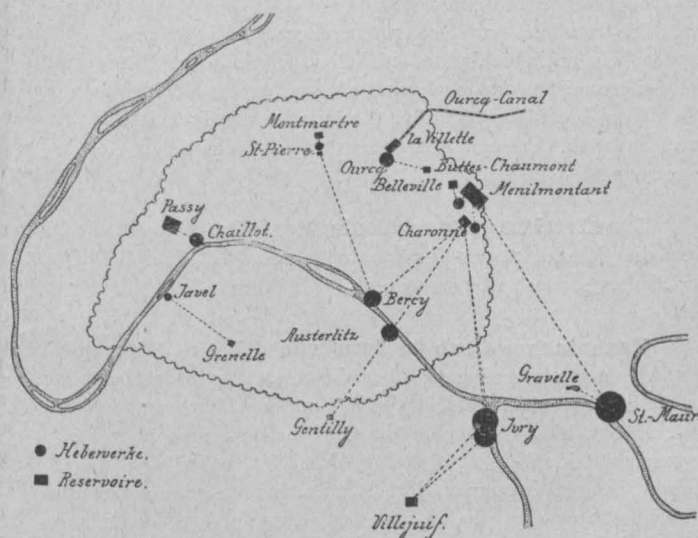 Ourcq-Canal
Montmartre
la Villette
St-Pierre
Ourcq
Buttes-Chaumont
Belleville
Menilmontant
Passy
Charonne
Chaillot.
Javel
Bercy
Austerlitz
Grenelle
Gravelle
St.-Maur
Gentilly
Ivry
Heberwerke.
Reservoire.
Villejuif.